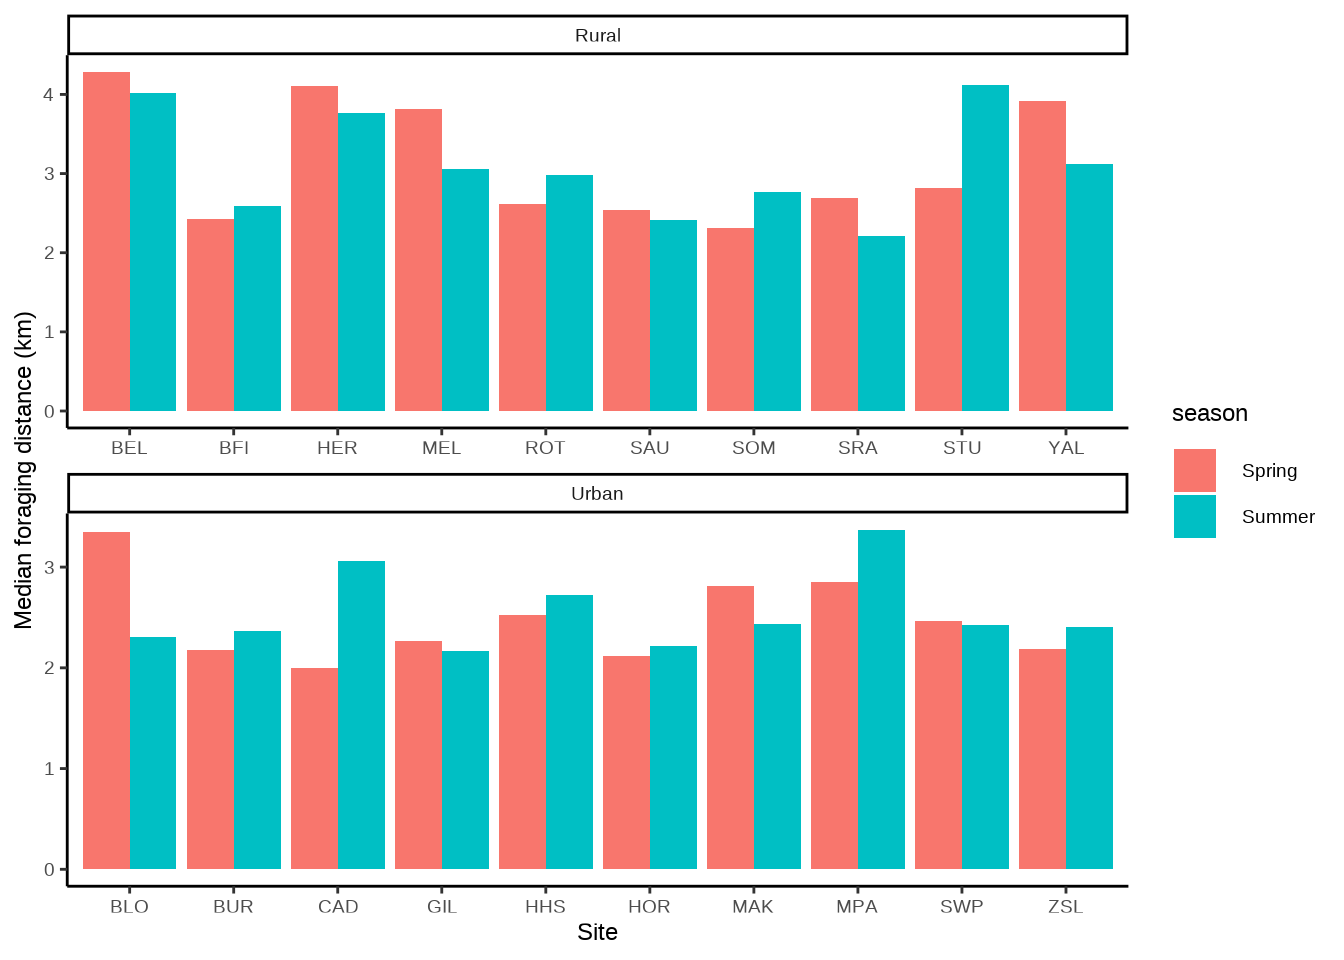 Rural
4
3
2
1
0
BEL BFI HER MEL ROT SAU SOM SRA STU YAL
Urban
3
2
1
0
BLO BUR CAD GIL HHS HOR MAK MPA SWP ZSL
Site
Median foraging distance (km)
season
Spring
Summer